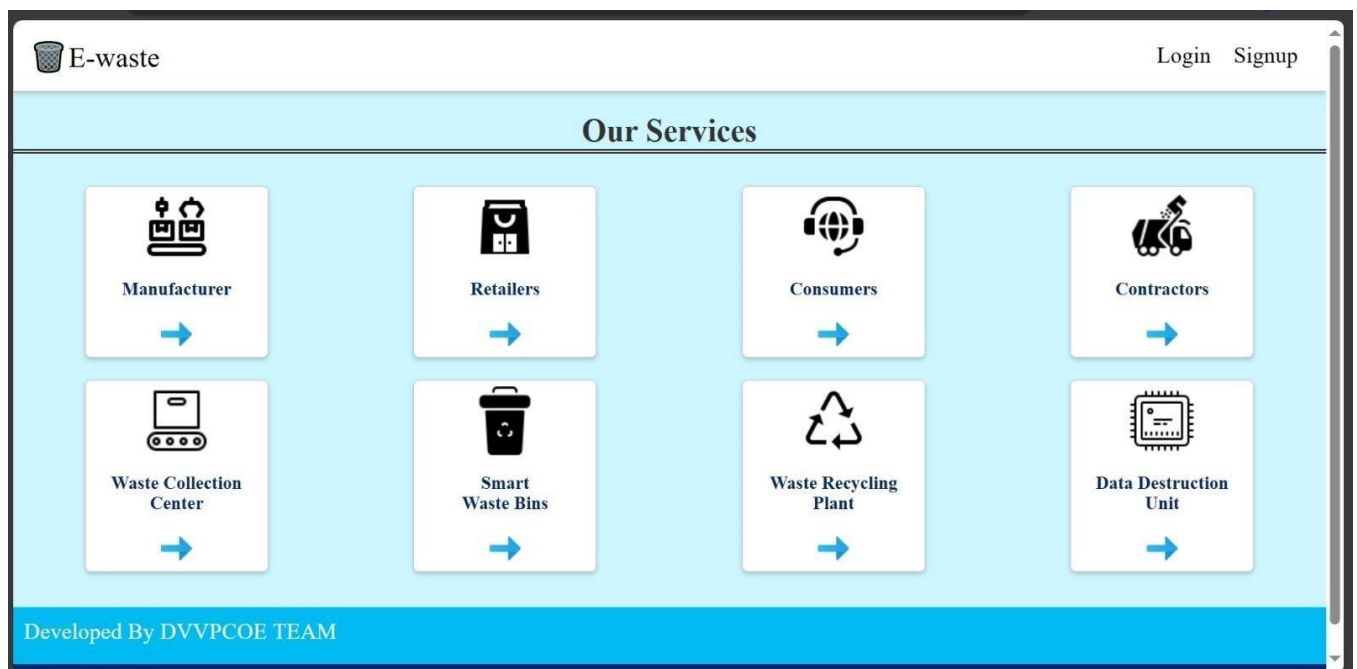 E-waste
Login Signup
Our Services
Manufacturer
Retailers
Consumers
Contractors
Waste Collection
Center
Smart
Waste Bins
Waste Recycling
Plant
Data Destruction
Unit
Developed By DVVPCOE TEAM